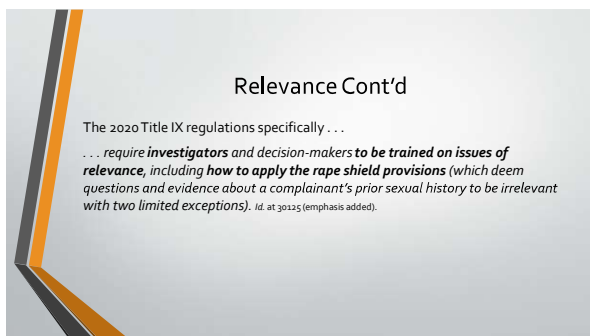 Relevance Cont’d
The 2020 Title IX regulations specifically . . .
. . . require investigators and decision-makers to be trained on issues of
relevance, including how to apply the rape shield provisions (which deem
questions and evidence about a complainant’s prior sexual history to be irrelevant
with two limited exceptions). Id. at 30125 (emphasis added).